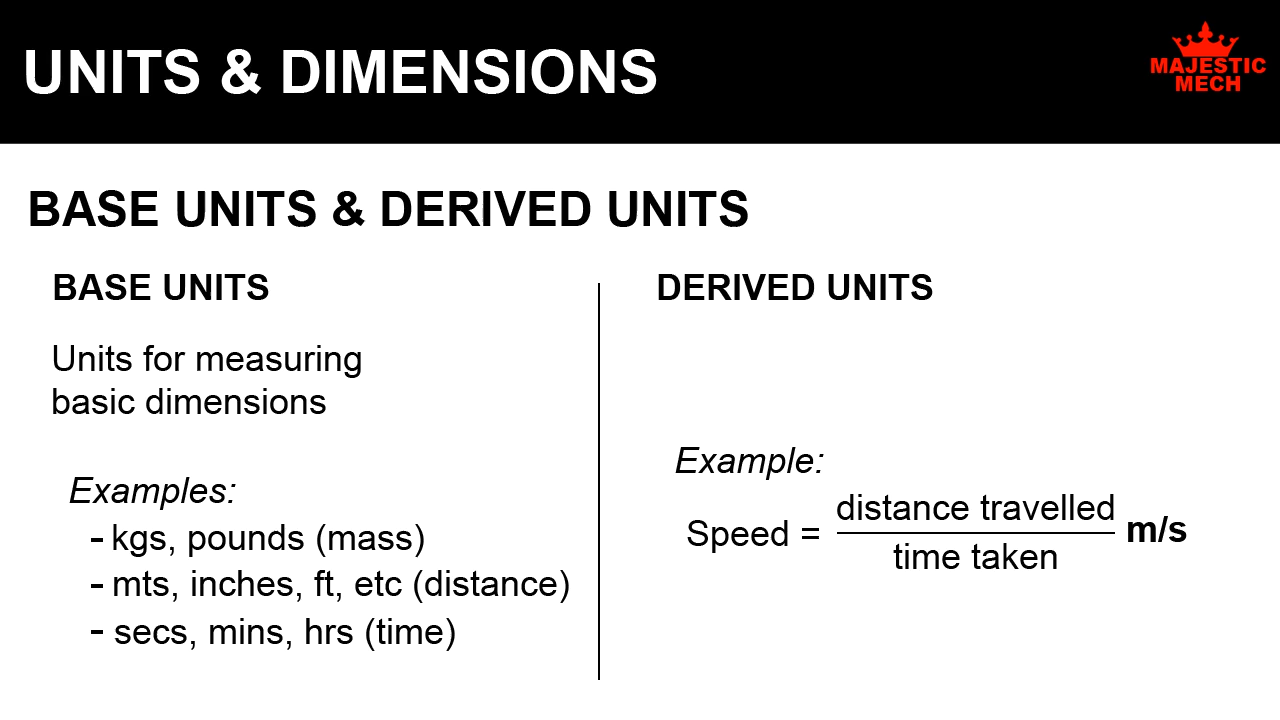 UNITS & DIMENSIONS
MAJESTIC
MECH
BASE UNITS & DERIVED UNITS
BASE UNITS
Units for measuring
basic dimensions
Examples:
- kgs, pounds (mass)
- mts, inches, ft, etc (distance)
- secs, mins, hrs (time)
DERIVED UNITS
Example:
distance travelled
Speed = m/s
time taken